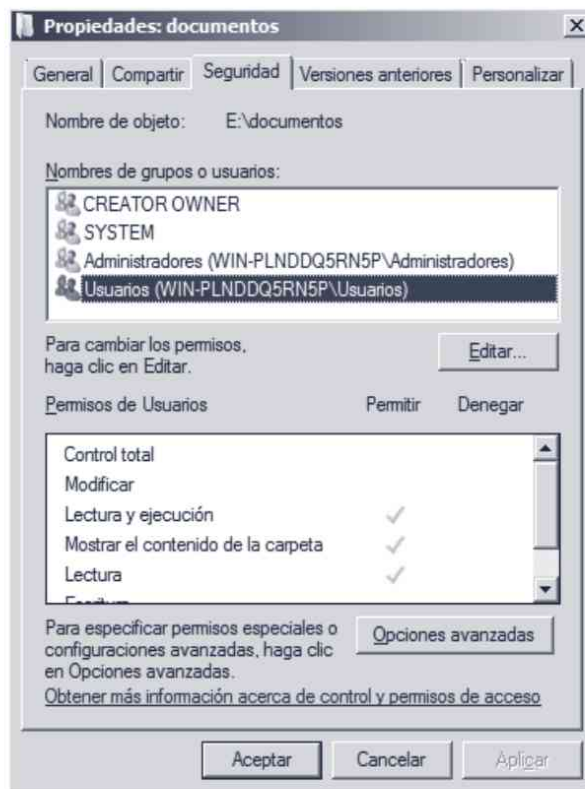 Propiedades: documentos
General Compartir Seguridad Versiones anteriores Personalizar
Nombre de objeto: E:\documentos
Nombres de grupos o usuarios:
CREATOR OWNER
SYSTEM
Administradores (WIN-PLNDDQ5RN5P\Administradores)
Usuarios (WIN-PLNDDQ5RN5P\Usuarios)
Para cambiar los permisos,
haga clic en Editar.
Editar...
Permisos de Usuarios Permitir Denegar
Control total
Modificar
Lectura y ejecución
Mostrar el contenido de la carpeta
Lectura
Escritura
Para especificar permisos especiales o
configuraciones avanzadas, haga clic
en Opciones avanzadas.
Opciones avanzadas
Obtener más información acerca de control y permisos de acceso
Aceptar Cancelar Aplicar